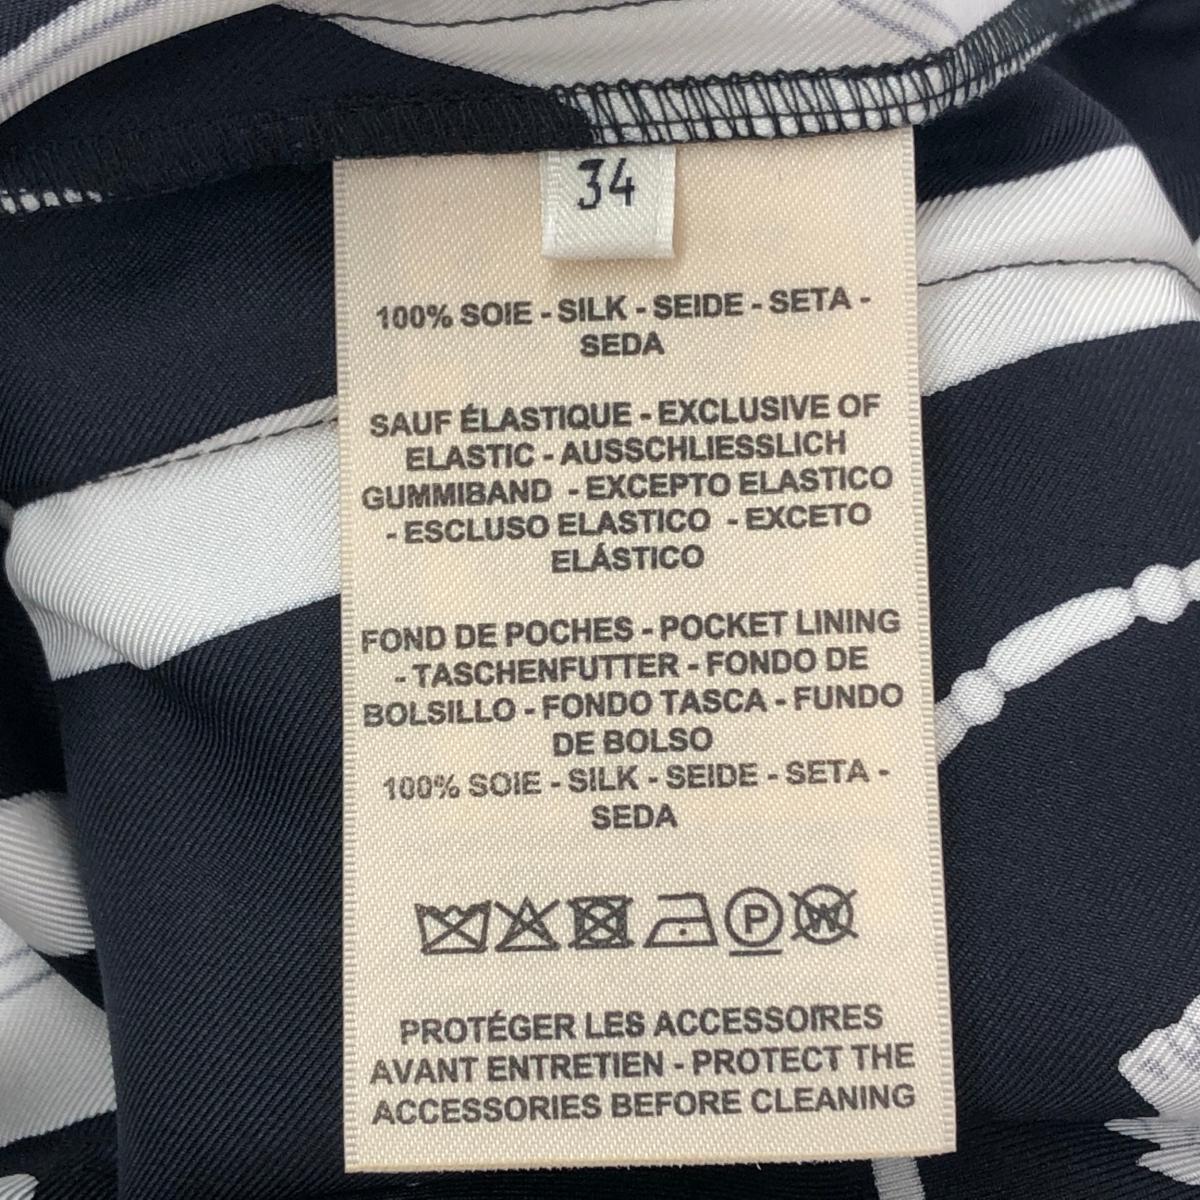 34
100% SOIE - SILK - SEIDE - SETA -
SEDA
SAUF ÉLASTIQUE - EXCLUSIVE OF
ELASTIC - AUSSCHLIESSLICH
GUMMIBAND - EXCEPTO ELASTICO
- ESCLUSO ELASTICO - EXCETO
ELÁSTICO
FOND DE POCHES - POCKET LINING
- TASCHENFUTTER - FONDO DE
BOLSILLO - FONDO TASCA - FUNDO
DE BOLSO
100% SOIE - SILK - SEIDE - SETA -
SEDA
P W
PROTÉGER LES ACCESSOIRES
AVANT ENTRETIEN - PROTECT THE
ACCESSORIES BEFORE CLEANING